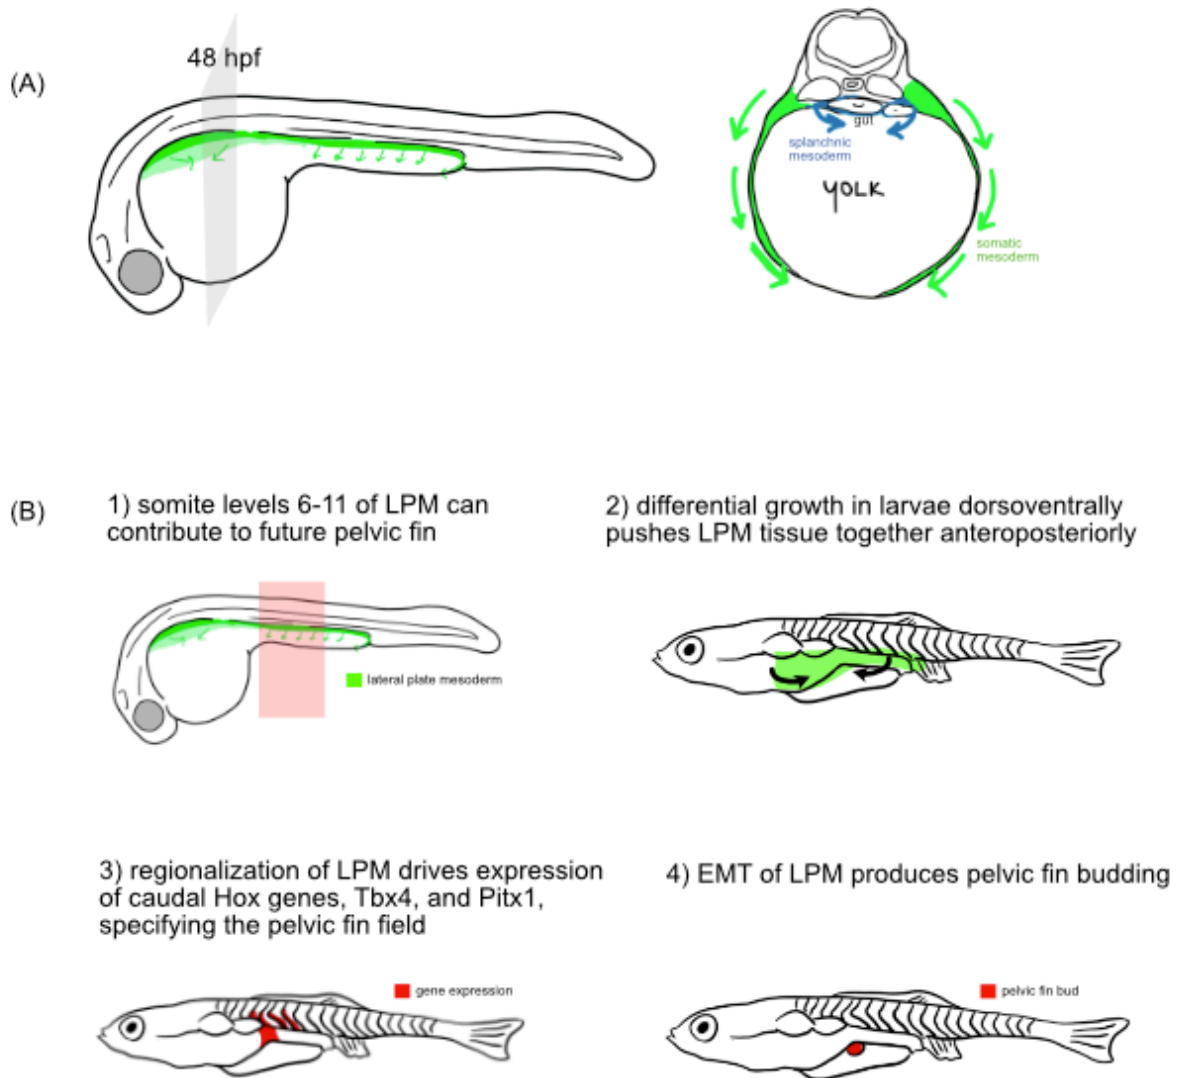 (A)
48 hpf
gut
splanchnic
mesoderm
YOLK
somatic
mesoderm
(B)
1) somite levels 6-11 of LPM can
contribute to future pelvic fin
2) differential growth in larvae dorsoventrally
pushes LPM tissue together anteroposteriorly
lateral plate mesoderm
3) regionalization of LPM drives expression
of caudal Hox genes, Tbx4, and Pitx1,
specifying the pelvic fin field
4) EMT of LPM produces pelvic fin budding
gene expression
pelvic fin bud